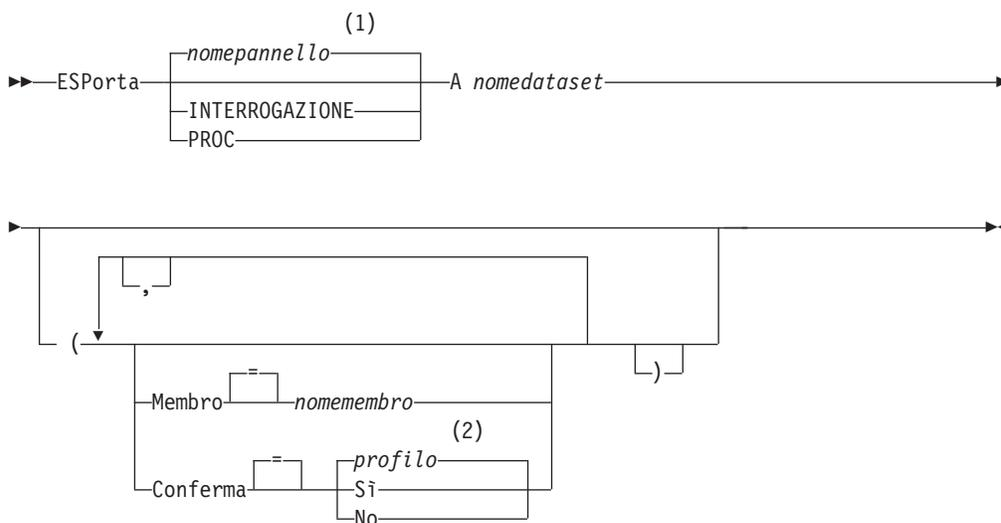 (1)
nomepannello
ESPorta A nomedataset
INTERROGAZIONE
PROC
,
(
)
=
Membro nomemembro
(2)
= profilo
Conferma Sì
No